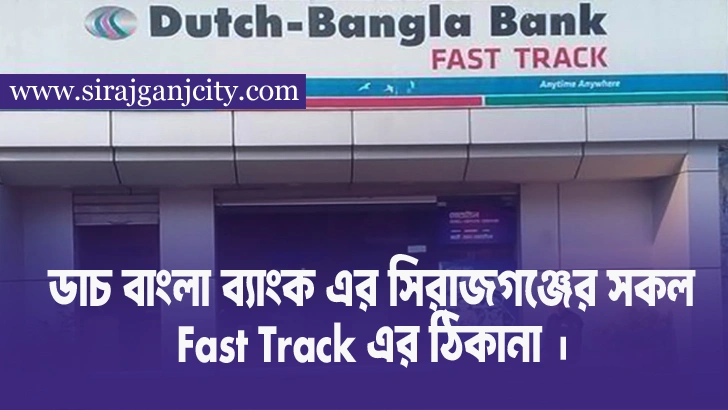 Dutch-Bangla Bank
FAST TRACK
Anytime Anywhere
www.sirajganjcity.com
ডাচ বাংলা ব্যাংক এর সিরাজগঞ্জের সকল
Fast Track এর ঠিকানা ।